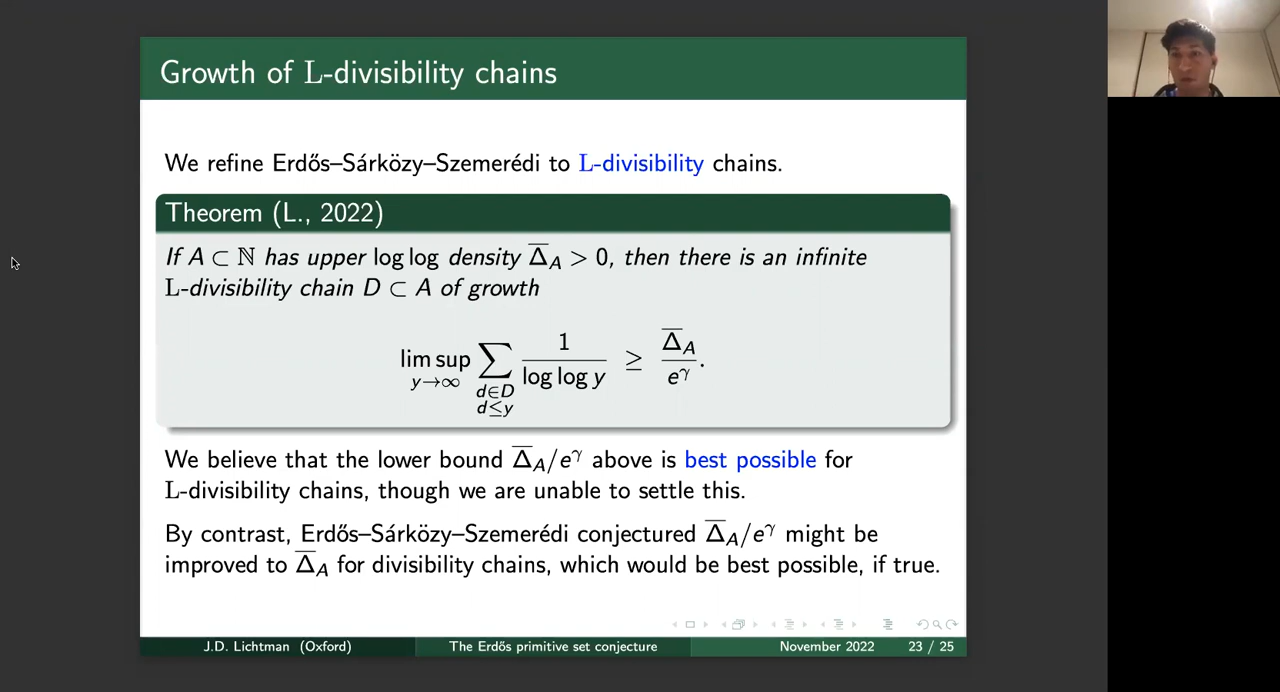 Growth of L-divisibility chains
We refine Erdős–Sárközy–Szemerédi to L-divisibility chains.
Theorem (L., 2022)
If A ⊂ ℕ has upper log log density Δ̅_A > 0, then there is an infinite
L-divisibility chain D ⊂ A of growth
lim sup_{y→∞} ∑_{d∈D, d≤y} 1/(log log y) ≥ Δ̅_A/e^γ.
We believe that the lower bound Δ̅_A/e^γ above is best possible for
L-divisibility chains, though we are unable to settle this.
By contrast, Erdős–Sárközy–Szemerédi conjectured Δ̅_A/e^γ might be
improved to Δ̅_A for divisibility chains, which would be best possible, if true.
J.D. Lichtman (Oxford) The Erdős primitive set conjecture November 2022 23 / 25